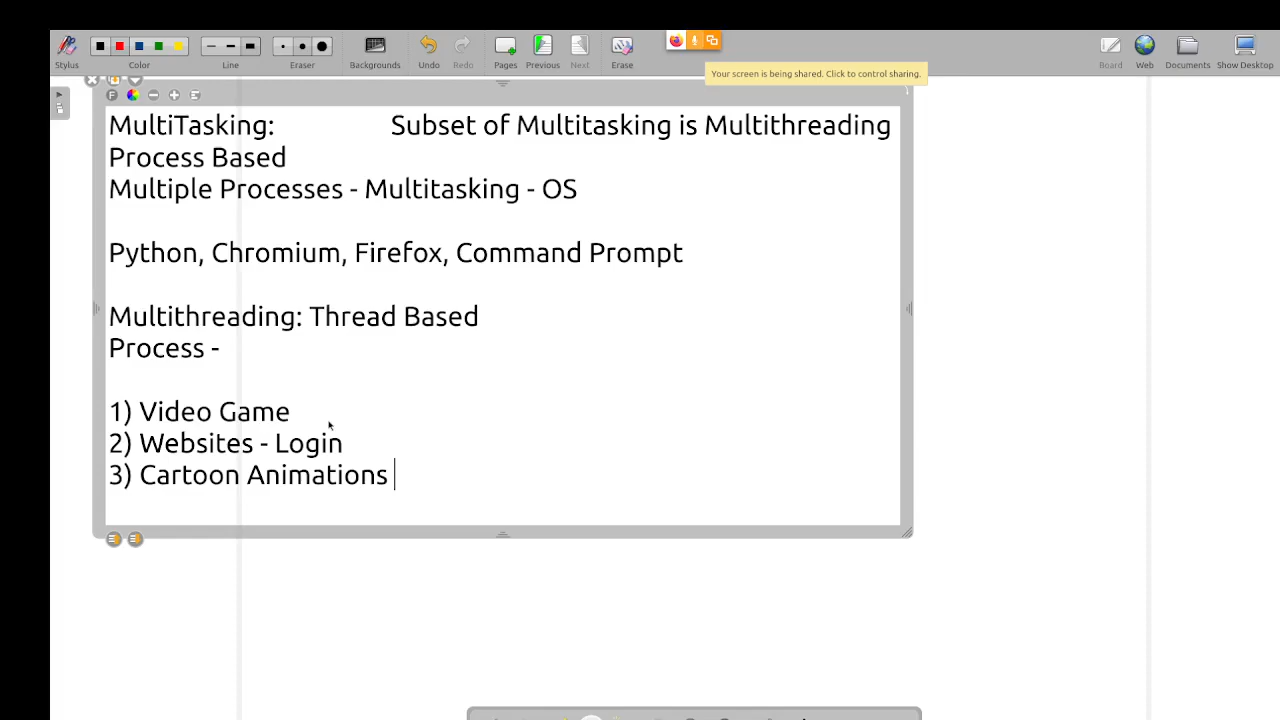 Stylus Color Line Eraser Backgrounds Undo Redo Pages Previous Next Erase Board Web Documents Show Desktop
Your screen is being shared. Click to control sharing.
F
MultiTasking: Subset of Multitasking is Multithreading
Process Based
Multiple Processes - Multitasking - OS
Python, Chromium, Firefox, Command Prompt
Multithreading: Thread Based
Process -
1) Video Game
2) Websites - Login
3) Cartoon Animations